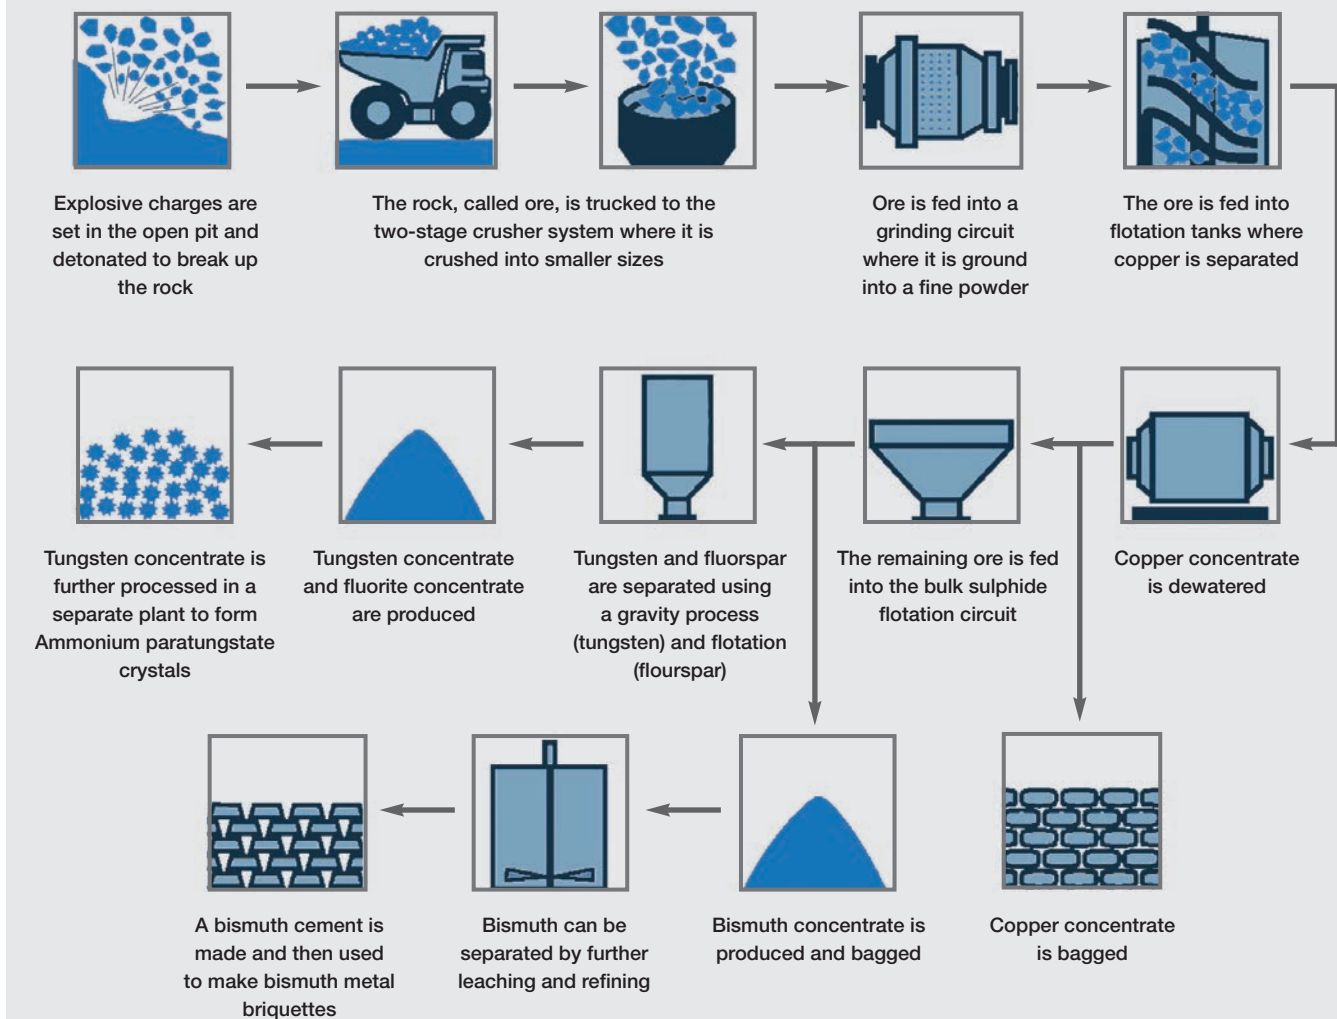 Explosive charges are
set in the open pit and
detonated to break up
the rock
The rock, called ore, is trucked to the
two-stage crusher system where it is
crushed into smaller sizes
Ore is fed into a
grinding circuit
where it is ground
into a fine powder
The ore is fed into
flotation tanks where
copper is separated
Tungsten concentrate is
further processed in a
separate plant to form
Ammonium paratungstate
crystals
Tungsten concentrate
and fluorite concentrate
are produced
Tungsten and fluorspar
are separated using
a gravity process
(tungsten) and flotation
(flourspar)
The remaining ore is fed
into the bulk sulphide
flotation circuit
Copper concentrate
is dewatered
A bismuth cement is
made and then used
to make bismuth metal
briquettes
Bismuth can be
separated by further
leaching and refining
Bismuth concentrate is
produced and bagged
Copper concentrate
is bagged